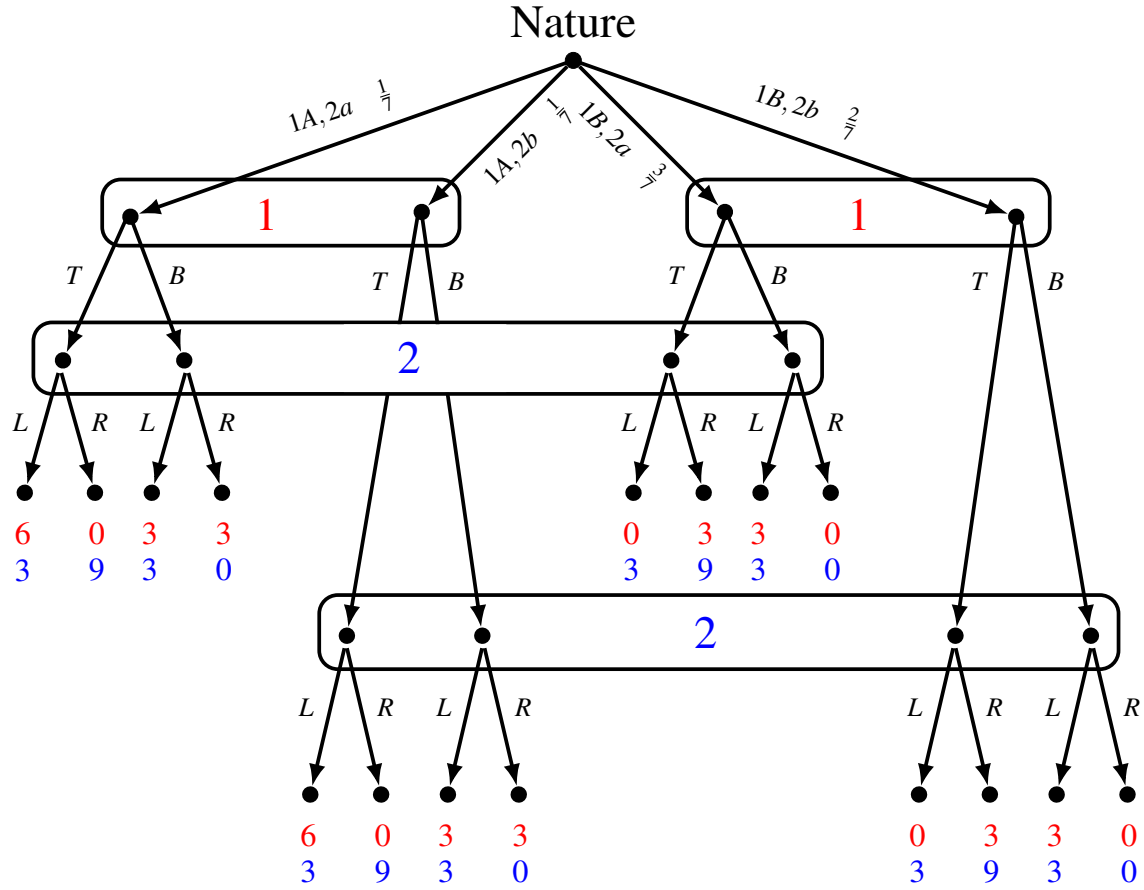 Nature
1A, 2a 1/7
1A, 2b 1/7
1B, 2a 3/7
1B, 2b 2/7
1 1
T B T B T B T B
2
L R L R L R L R
6 0 3 3 0 3 3 0
3 9 3 0 3 9 3 0
2
L R L R L R L R
6 0 3 3 0 3 3 0
3 9 3 0 3 9 3 0